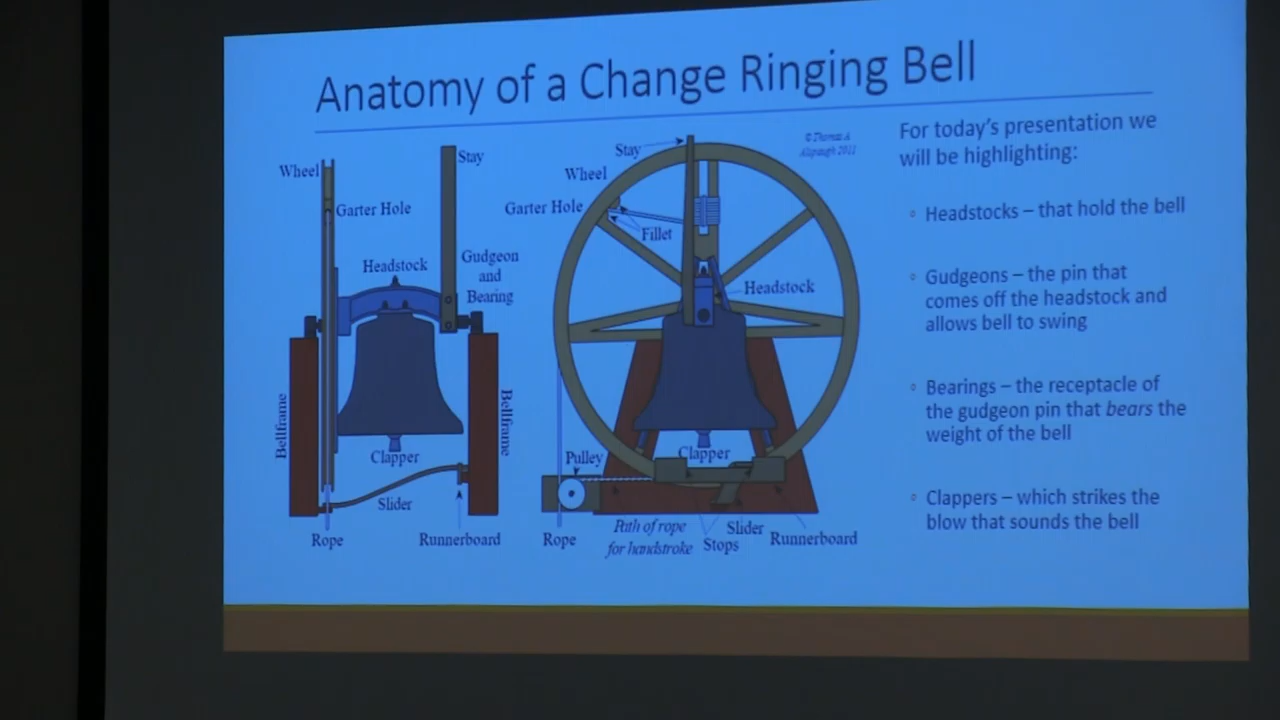 Anatomy of a Change Ringing Bell
For today's presentation we
will be highlighting:
Headstocks – that hold the bell
Gudgeons – the pin that
comes off the headstock and
allows bell to swing
Bearings – the receptacle of
the gudgeon pin that bears the
weight of the bell
Clappers – which strikes the
blow that sounds the bell
Wheel
Stay
Garter Hole
Headstock
Gudgeon
and
Bearing
Bellframe
Bellframe
Clapper
Slider
Rope
Runnerboard
Stay
© Thomas A
Alspaugh 2011
Wheel
Garter Hole
Fillet
Headstock
Pulley
Clapper
Rope
Path of rope
for handstroke
Stops
Slider
Runnerboard